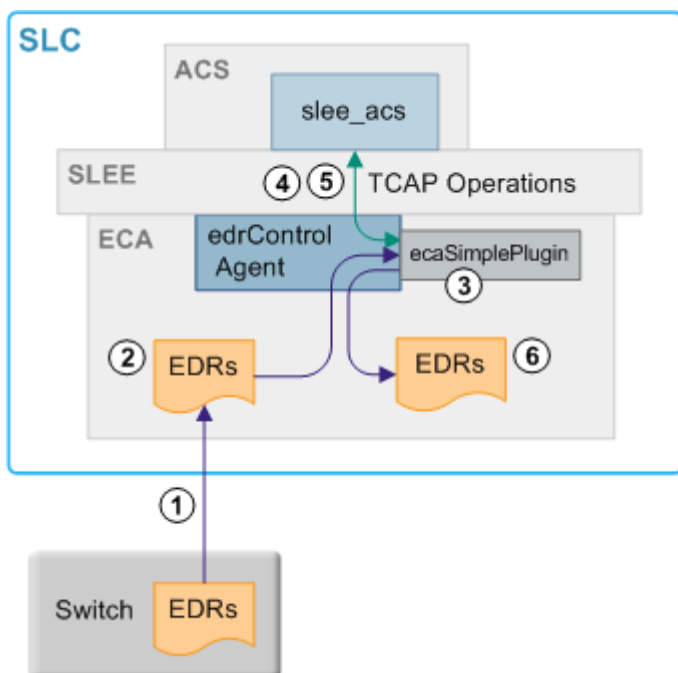 SLC
ACS
slee_acs
SLEE
4 5 TCAP Operations
ECA
edrControl
Agent
ecaSimplePlugin
3
2
EDRs
EDRs
6
1
Switch
EDRs